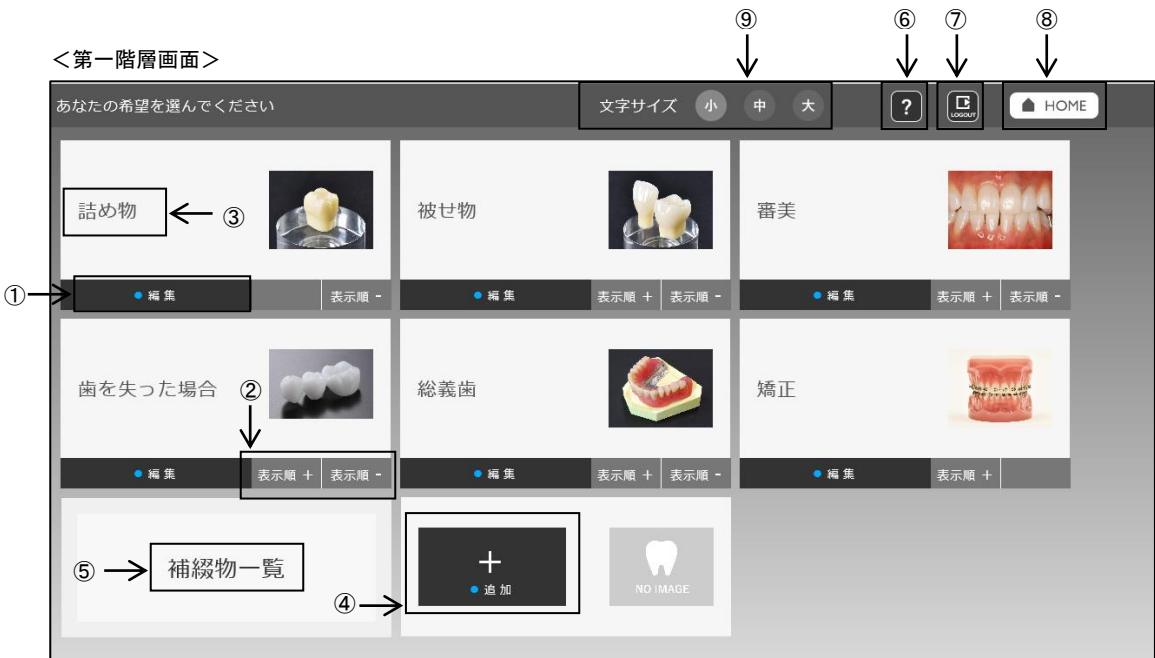 ⑨ ⑥ ⑦ ⑧
＜第一階層画面＞
あなたの希望を選んでください 文字サイズ 小 中 大 ? LOGOUT HOME
詰め物 ③ 被せ物 審美
① ●編集 表示順 - ●編集 表示順 + 表示順 - ●編集 表示順 + 表示順 -
歯を失った場合 ② 総義歯 矯正
●編集 表示順 + 表示順 - ●編集 表示順 + 表示順 - ●編集 表示順 +
⑤ 補綴物一覧 ④ + ●追加 NO IMAGE